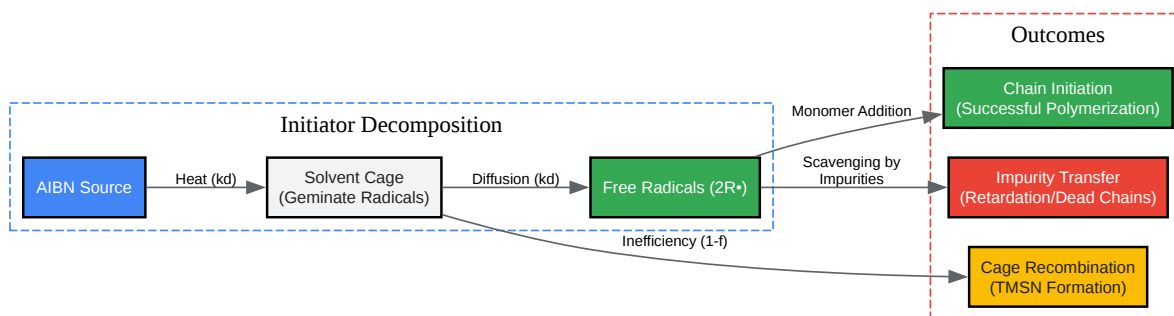 Outcomes
Chain Initiation
(Successful Polymerization)
Monomer Addition
Initiator Decomposition
Scavenging by
Impurities
AIBN Source
Heat (kd)
Solvent Cage
(Geminate Radicals)
Diffusion (kd)
Free Radicals (2R•)
Impurity Transfer
(Retardation/Dead Chains)
Inefficiency (1-f)
Cage Recombination
(TMSN Formation)